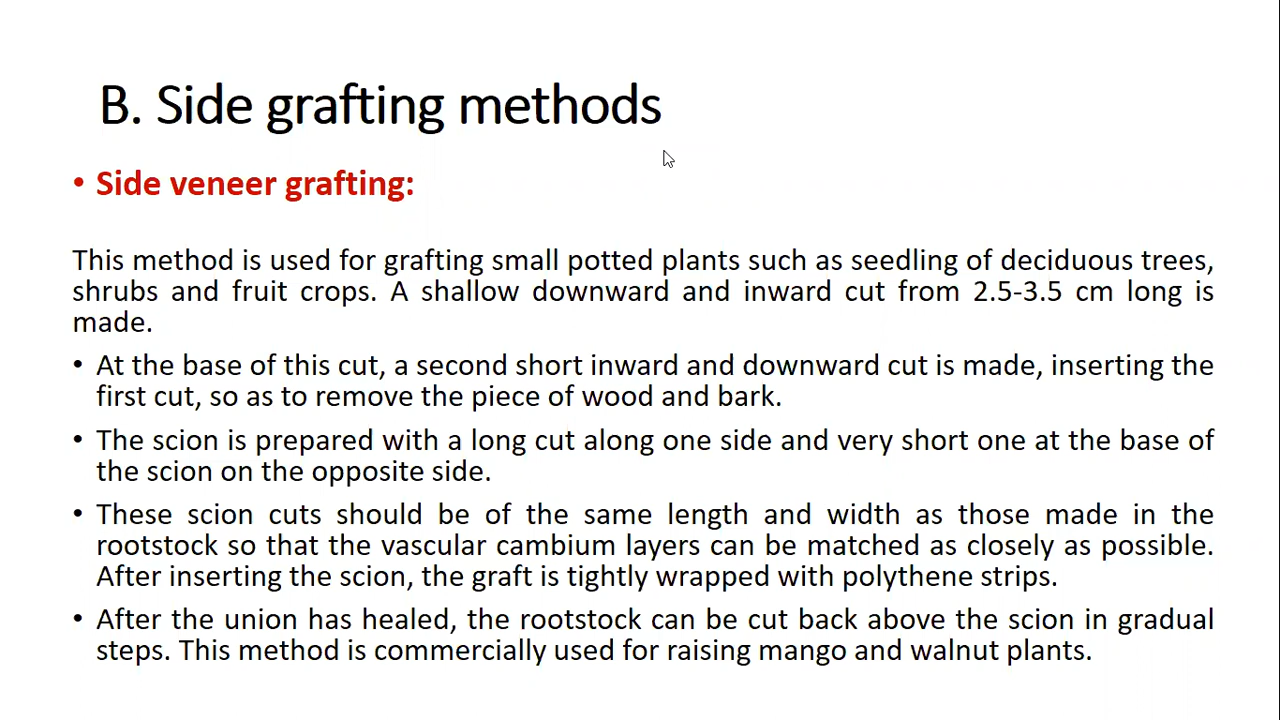 B. Side grafting methods
• Side veneer grafting:
This method is used for grafting small potted plants such as seedling of deciduous trees,
shrubs and fruit crops. A shallow downward and inward cut from 2.5-3.5 cm long is
made.
• At the base of this cut, a second short inward and downward cut is made, inserting the
first cut, so as to remove the piece of wood and bark.
• The scion is prepared with a long cut along one side and very short one at the base of
the scion on the opposite side.
• These scion cuts should be of the same length and width as those made in the
rootstock so that the vascular cambium layers can be matched as closely as possible.
After inserting the scion, the graft is tightly wrapped with polythene strips.
• After the union has healed, the rootstock can be cut back above the scion in gradual
steps. This method is commercially used for raising mango and walnut plants.